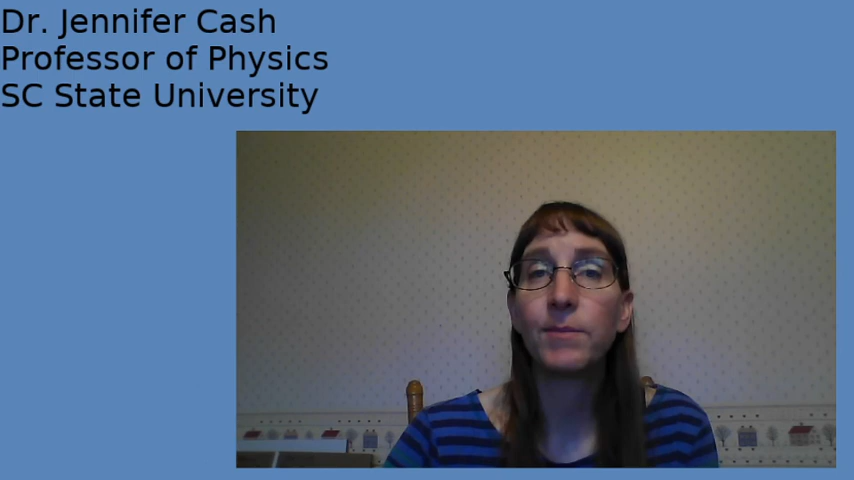 Dr. Jennifer Cash
Professor of Physics
SC State University